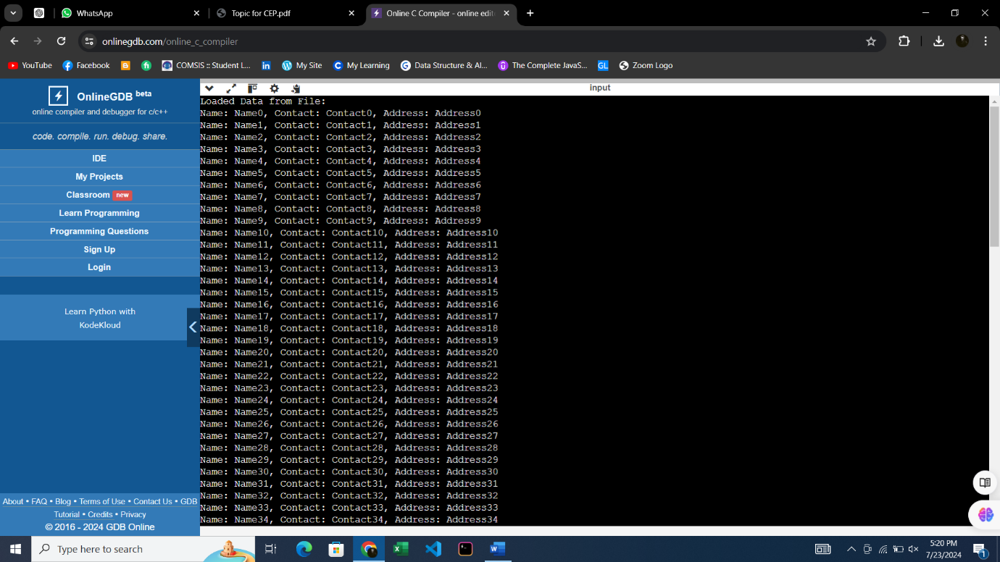 WhatsApp
Topic for CEP.pdf
Online C Compiler - online edit
onlinegdb.com/online_c_compiler
YouTube
Facebook
COMSIS :: Student L...
My Site
My Learning
Data Structure & Al...
The Complete JavaS...
GL
Zoom Logo
OnlineGDB beta
online compiler and debugger for c/c++
code. compile. run. debug. share.
IDE
My Projects
Classroom new
Learn Programming
Programming Questions
Sign Up
Login
Learn Python with
KodeKloud
About • FAQ • Blog • Terms of Use • Contact Us • GDB
Tutorial • Credits • Privacy
© 2016 - 2024 GDB Online
input
Loaded Data from File:
Name: Name0, Contact: Contact0, Address: Address0
Name: Name1, Contact: Contact1, Address: Address1
Name: Name2, Contact: Contact2, Address: Address2
Name: Name3, Contact: Contact3, Address: Address3
Name: Name4, Contact: Contact4, Address: Address4
Name: Name5, Contact: Contact5, Address: Address5
Name: Name6, Contact: Contact6, Address: Address6
Name: Name7, Contact: Contact7, Address: Address7
Name: Name8, Contact: Contact8, Address: Address8
Name: Name9, Contact: Contact9, Address: Address9
Name: Name10, Contact: Contact10, Address: Address10
Name: Name11, Contact: Contact11, Address: Address11
Name: Name12, Contact: Contact12, Address: Address12
Name: Name13, Contact: Contact13, Address: Address13
Name: Name14, Contact: Contact14, Address: Address14
Name: Name15, Contact: Contact15, Address: Address15
Name: Name16, Contact: Contact16, Address: Address16
Name: Name17, Contact: Contact17, Address: Address17
Name: Name18, Contact: Contact18, Address: Address18
Name: Name19, Contact: Contact19, Address: Address19
Name: Name20, Contact: Contact20, Address: Address20
Name: Name21, Contact: Contact21, Address: Address21
Name: Name22, Contact: Contact22, Address: Address22
Name: Name23, Contact: Contact23, Address: Address23
Name: Name24, Contact: Contact24, Address: Address24
Name: Name25, Contact: Contact25, Address: Address25
Name: Name26, Contact: Contact26, Address: Address26
Name: Name27, Contact: Contact27, Address: Address27
Name: Name28, Contact: Contact28, Address: Address28
Name: Name29, Contact: Contact29, Address: Address29
Name: Name30, Contact: Contact30, Address: Address30
Name: Name31, Contact: Contact31, Address: Address31
Name: Name32, Contact: Contact32, Address: Address32
Name: Name33, Contact: Contact33, Address: Address33
Name: Name34, Contact: Contact34, Address: Address34
Type here to search
5:20 PM
7/23/2024
1